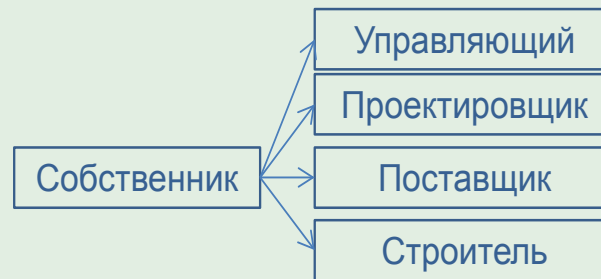 Управляющий
Проектировщик
Собственник
Поставщик
Строитель